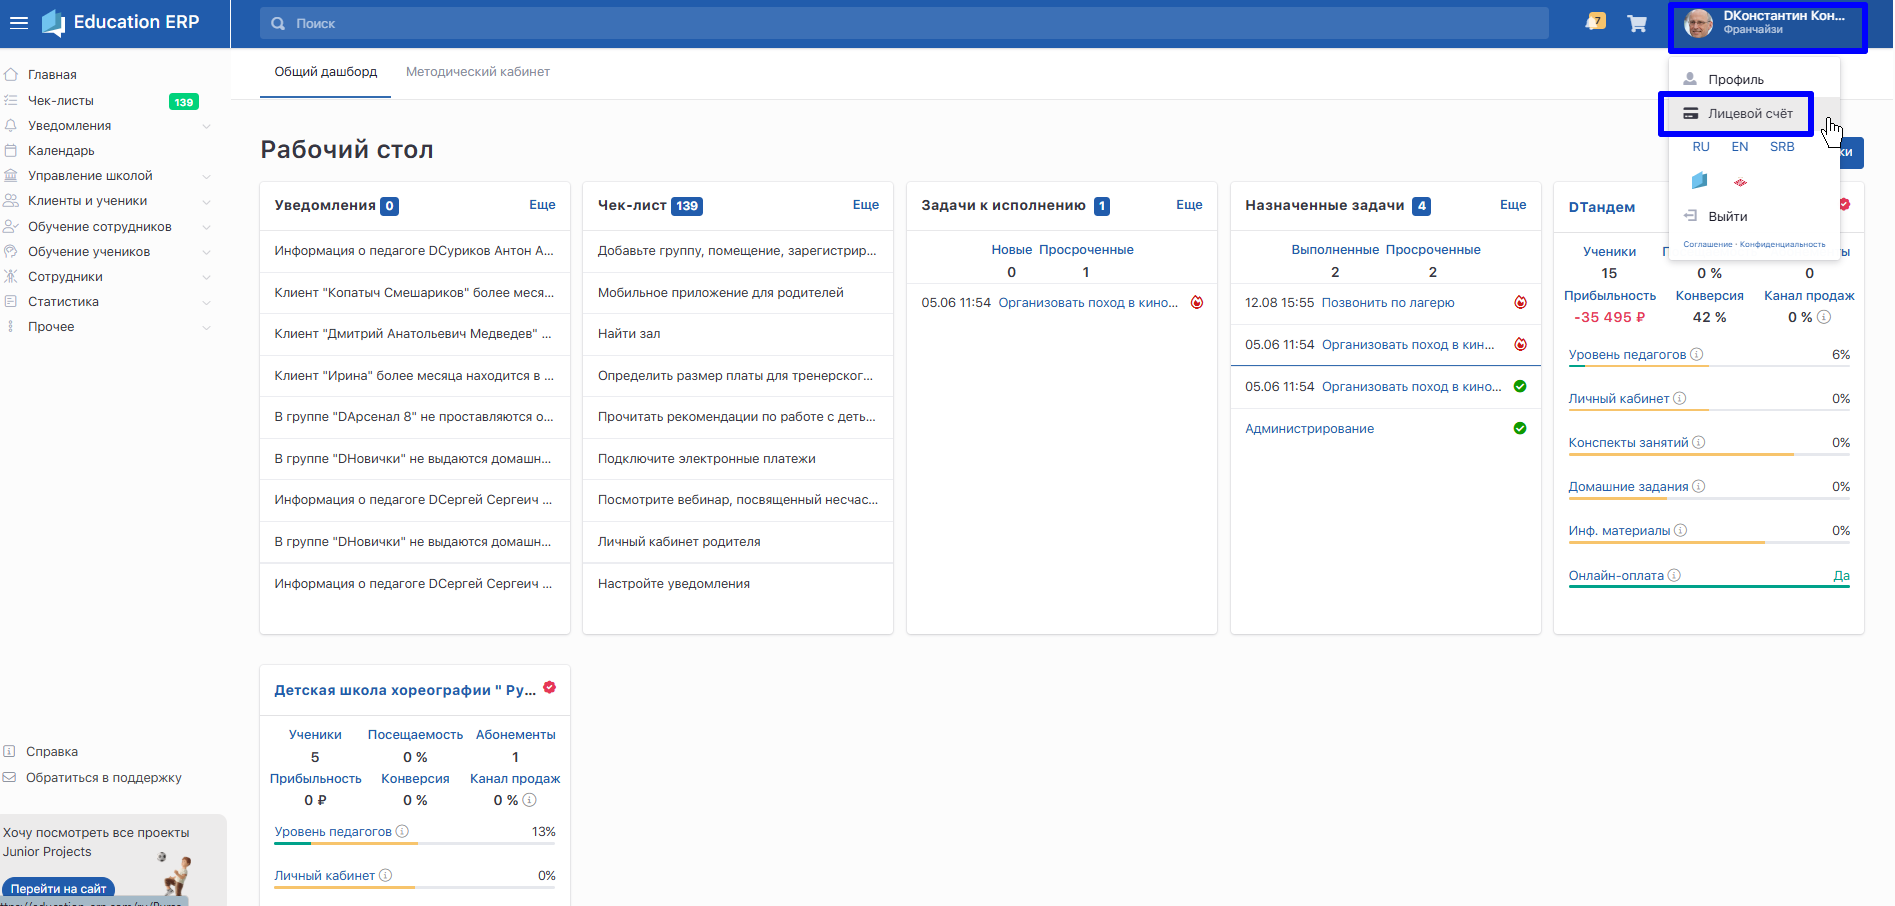 Education ERP
Поиск
7
DКонстантин Кон...
Франчайзи
Главная
Чек-листы 139
Уведомления
Календарь
Управление школой
Клиенты и ученики
Обучение сотрудников
Обучение учеников
Сотрудники
Статистика
Прочее
Справка
Обратиться в поддержку
Хочу посмотреть все проекты
Junior Projects
Перейти на сайт
Общий дашборд Методический кабинет
Профиль
Лицевой счёт
RU EN SRB
Выйти
Соглашение · Конфиденциальность
Рабочий стол
Уведомления 0 Еще
Информация о педагоге DСуриков Антон А...
Клиент "Копатыч Смешариков" более меся...
Клиент "Дмитрий Анатольевич Медведев" ...
Клиент "Ирина" более месяца находится в ...
В группе "DАрсенал 8" не проставляются о...
В группе "DНовички" не выдаются домашн...
Информация о педагоге DСергей Сергеич ...
В группе "DНовички" не выдаются домашн...
Информация о педагоге DСергей Сергеич ...
Чек-лист 139 Еще
Добавьте группу, помещение, зарегистрир...
Мобильное приложение для родителей
Найти зал
Определить размер платы для тренерског...
Прочитать рекомендации по работе с деть...
Подключите электронные платежи
Посмотрите вебинар, посвященный несчас...
Личный кабинет родителя
Настройте уведомления
Задачи к исполнению 1 Еще
Новые Просроченные
0 1
05.06 11:54 Организовать поход в кино...
Назначенные задачи 4 Еще
Выполненные Просроченные
2 2
12.08 15:55 Позвонить по лагерю
05.06 11:54 Организовать поход в кин...
05.06 11:54 Организовать поход в кино...
Администрирование
DТандем
Ученики
15 0 % 0
Прибыльность Конверсия Канал продаж
-35 495 ₽ 42 % 0 %
Уровень педагогов 6%
Личный кабинет 0%
Конспекты занятий 0%
Домашние задания 0%
Инф. материалы 0%
Онлайн-оплата Да
Детская школа хореографии " Ру...
Ученики Посещаемость Абонементы
5 0 % 1
Прибыльность Конверсия Канал продаж
0 ₽ 0 % 0 %
Уровень педагогов 13%
Личный кабинет 0%